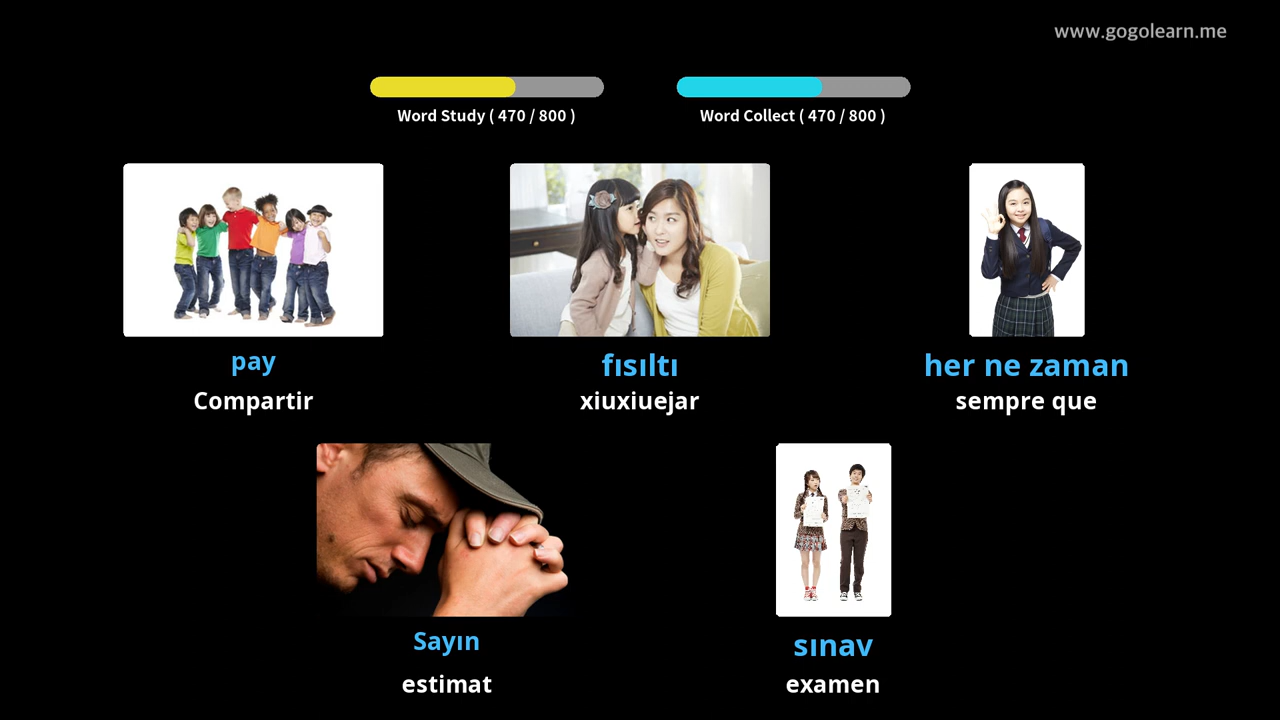 www.gogolearn.me
Word Study ( 470 / 800 )
Word Collect ( 470 / 800 )
pay
Compartir
fısıltı
xiuxiuejar
her ne zaman
sempre que
Sayın
estimat
sınav
examen